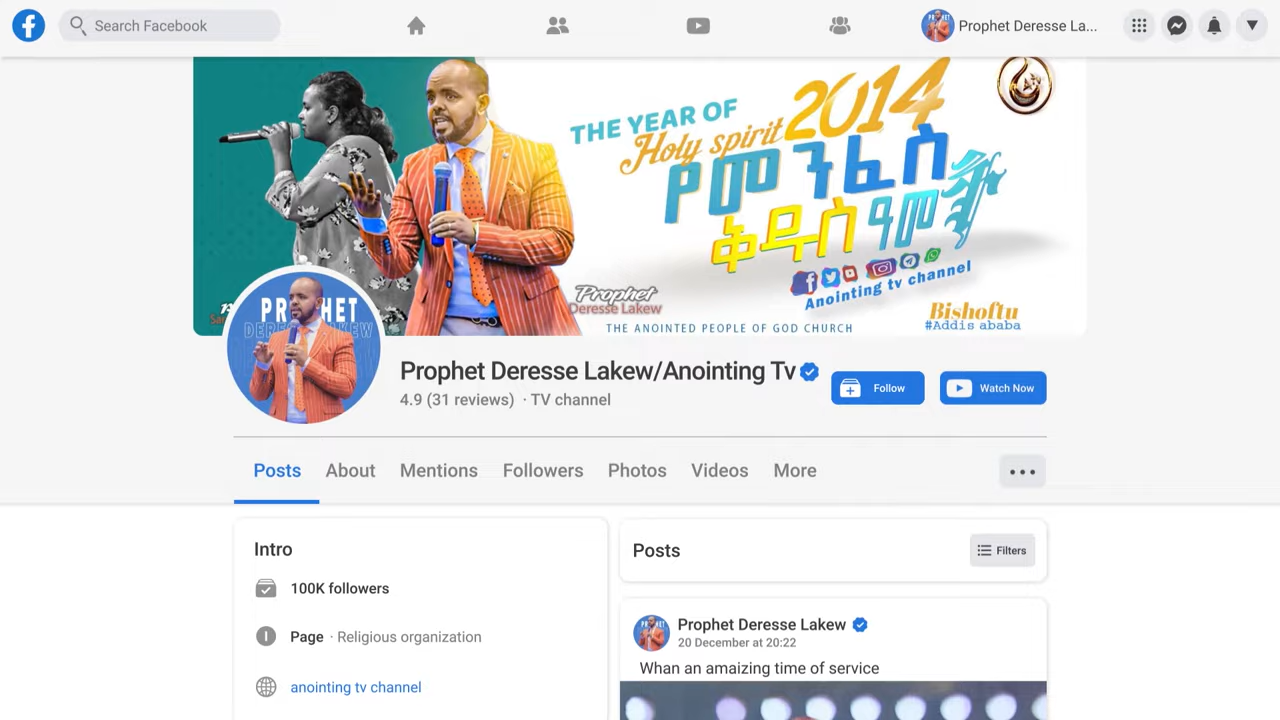 Search Facebook
Prophet Deresse La...
THE YEAR OF
Holy spirit
2014
የመንፈስ
ቅዱስ ዓመት
Anointing tv channel
Prophet
Deresse Lakew
THE ANOINTED PEOPLE OF GOD CHURCH
Bishoftu
#Addis ababa
PROPHET
DERESSE LAKEW
Prophet Deresse Lakew/Anointing Tv
4.9 (31 reviews) · TV channel
Follow
Watch Now
Posts
About
Mentions
Followers
Photos
Videos
More
Intro
100K followers
Page · Religious organization
anointing tv channel
Posts
Filters
Prophet Deresse Lakew
20 December at 20:22
Whan an amaizing time of service